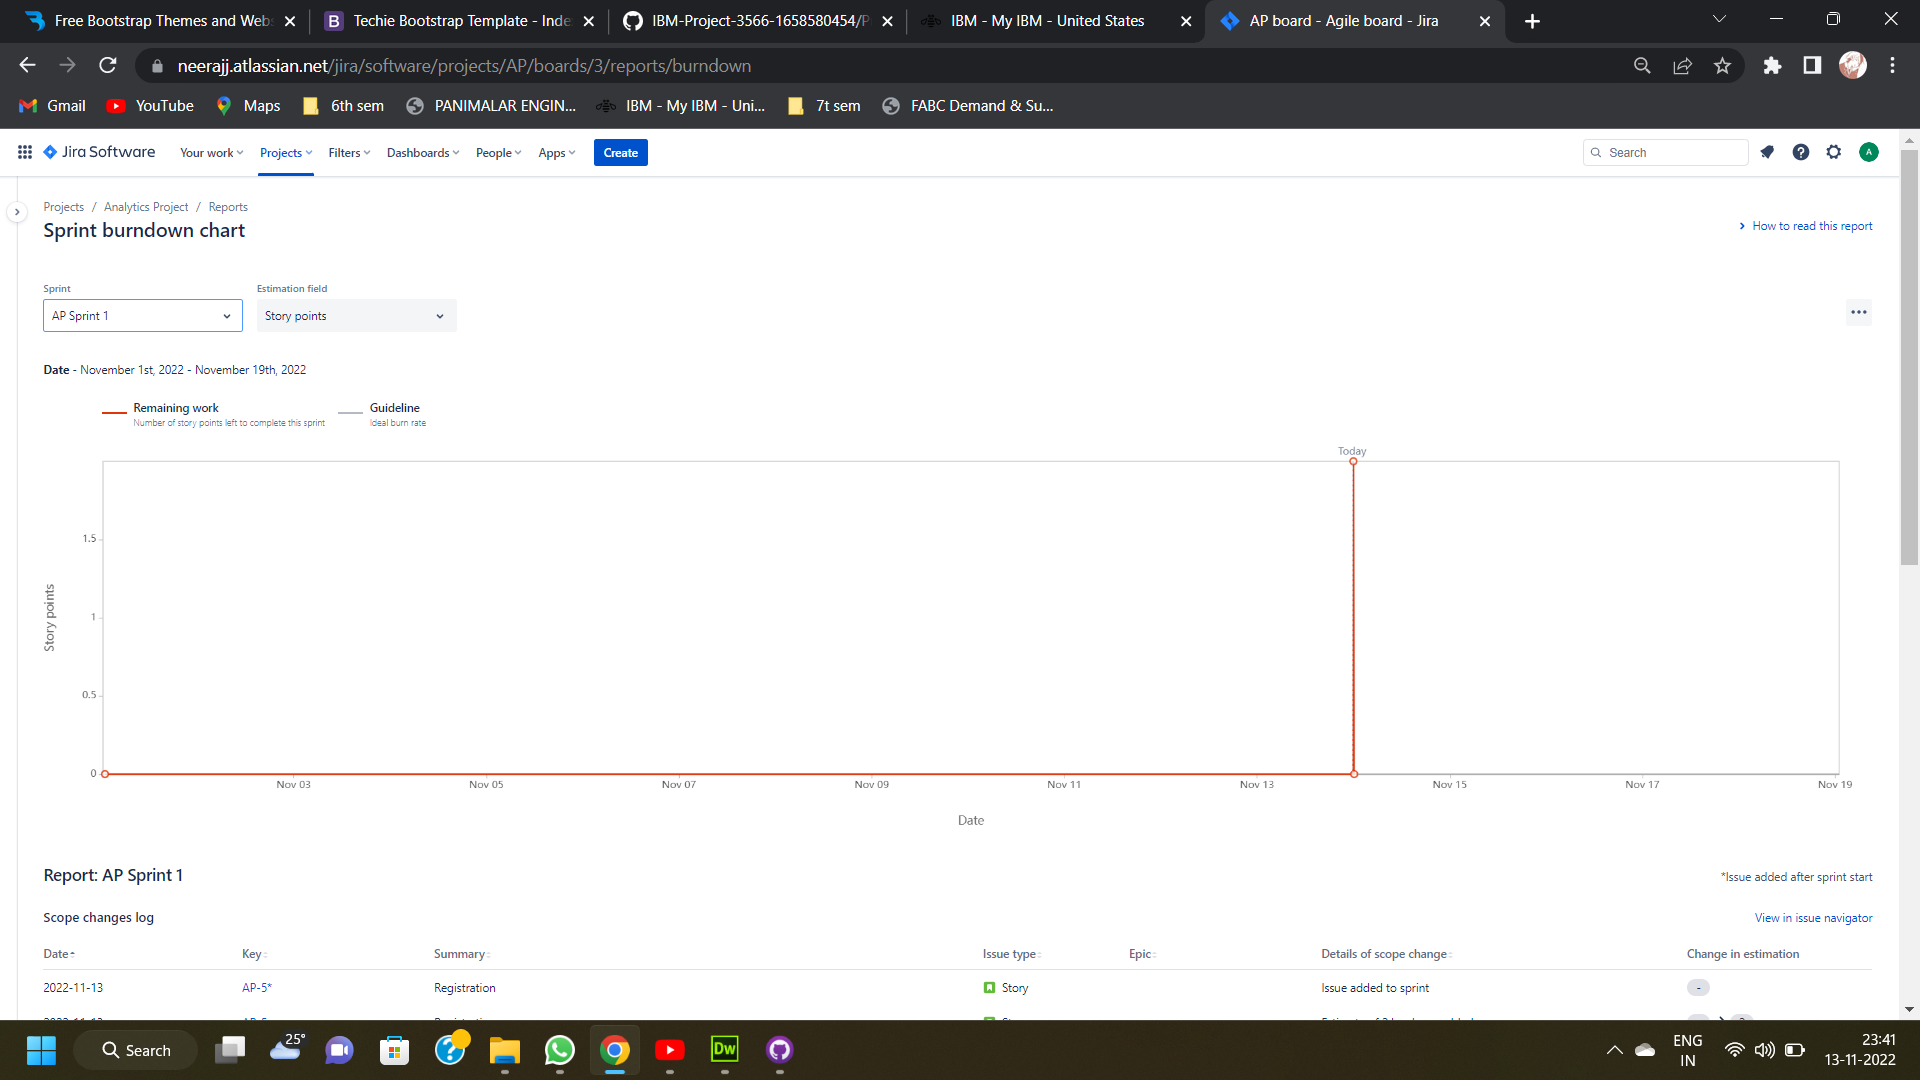 Free Bootstrap Themes and Webs
Techie Bootstrap Template - Inde
IBM-Project-3566-1658580454/P
IBM - My IBM - United States
AP board - Agile board - Jira
neerajj.atlassian.net/jira/software/projects/AP/boards/3/reports/burndown
Gmail
YouTube
Maps
6th sem
PANIMALAR ENGIN...
IBM - My IBM - Uni...
7t sem
FABC Demand & Su...
Jira Software
Your work
Projects
Filters
Dashboards
People
Apps
Create
Search
A
Projects / Analytics Project / Reports
Sprint burndown chart
How to read this report
Sprint
Estimation field
AP Sprint 1
Story points
Date - November 1st, 2022 - November 19th, 2022
Remaining work
Number of story points left to complete this sprint
Guideline
Ideal burn rate
Today
1.5
1
0.5
0
Story points
Nov 03
Nov 05
Nov 07
Nov 09
Nov 11
Nov 13
Nov 15
Nov 17
Nov 19
Date
Report: AP Sprint 1
*Issue added after sprint start
Scope changes log
View in issue navigator
Date Key Summary Issue type Epic Details of scope change Change in estimation
2022-11-13 AP-5* Registration Story Issue added to sprint -
Search
25°
Dw
ENG
IN
23:41
13-11-2022